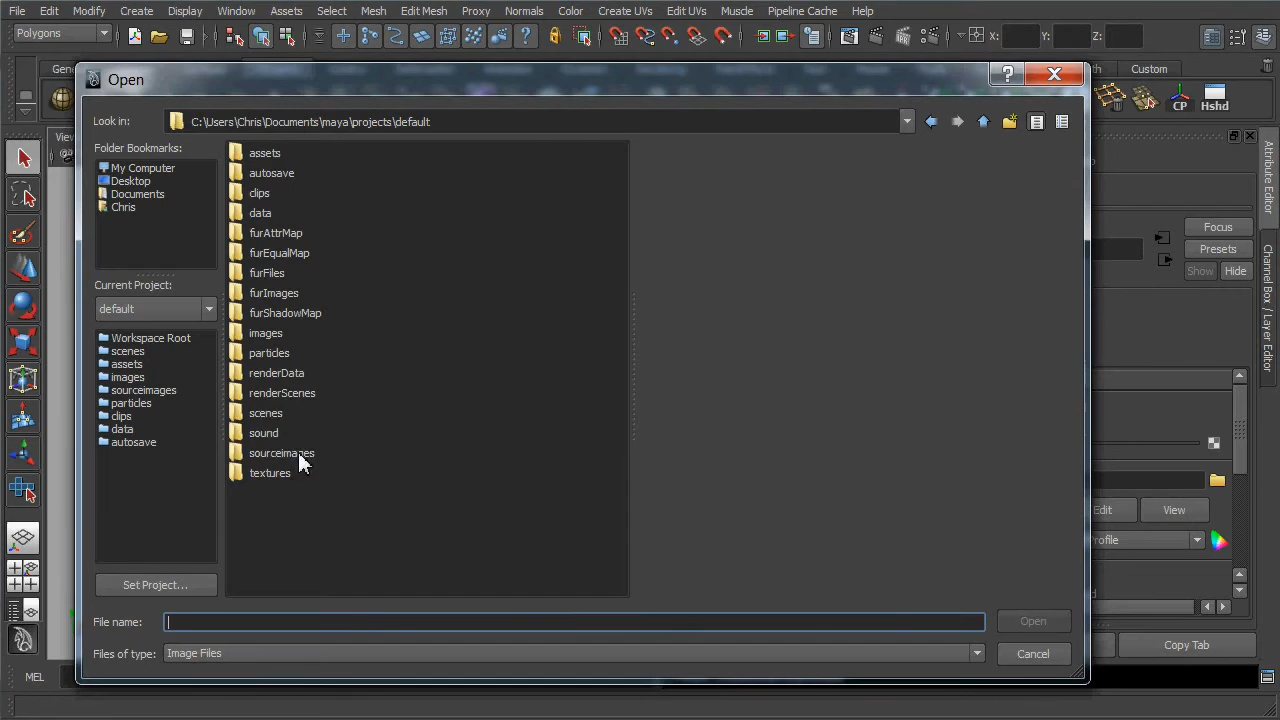 File Edit Modify Create Display Window Assets Select Mesh Edit Mesh Proxy Normals Color Create UVs Edit UVs Muscle Pipeline Cache Help
Polygons X: Y: Z:
Custom
Open
CP Hshd
Look in: C:\Users\Chris\Documents\maya\projects\default
Folder Bookmarks:
My Computer
Desktop
Documents
Chris
Current Project:
default
Workspace Root
scenes
assets
images
sourceimages
particles
clips
data
autosave
Set Project...
assets
autosave
clips
data
furAttrMap
furEqualMap
furFiles
furImages
furShadowMap
images
particles
renderData
renderScenes
scenes
sound
sourceimages
textures
File name: Open
Files of type: Image Files Cancel
Attribute Editor
Channel Box / Layer Editor
Focus
Presets
Show Hide
Edit View
Copy Tab
MEL